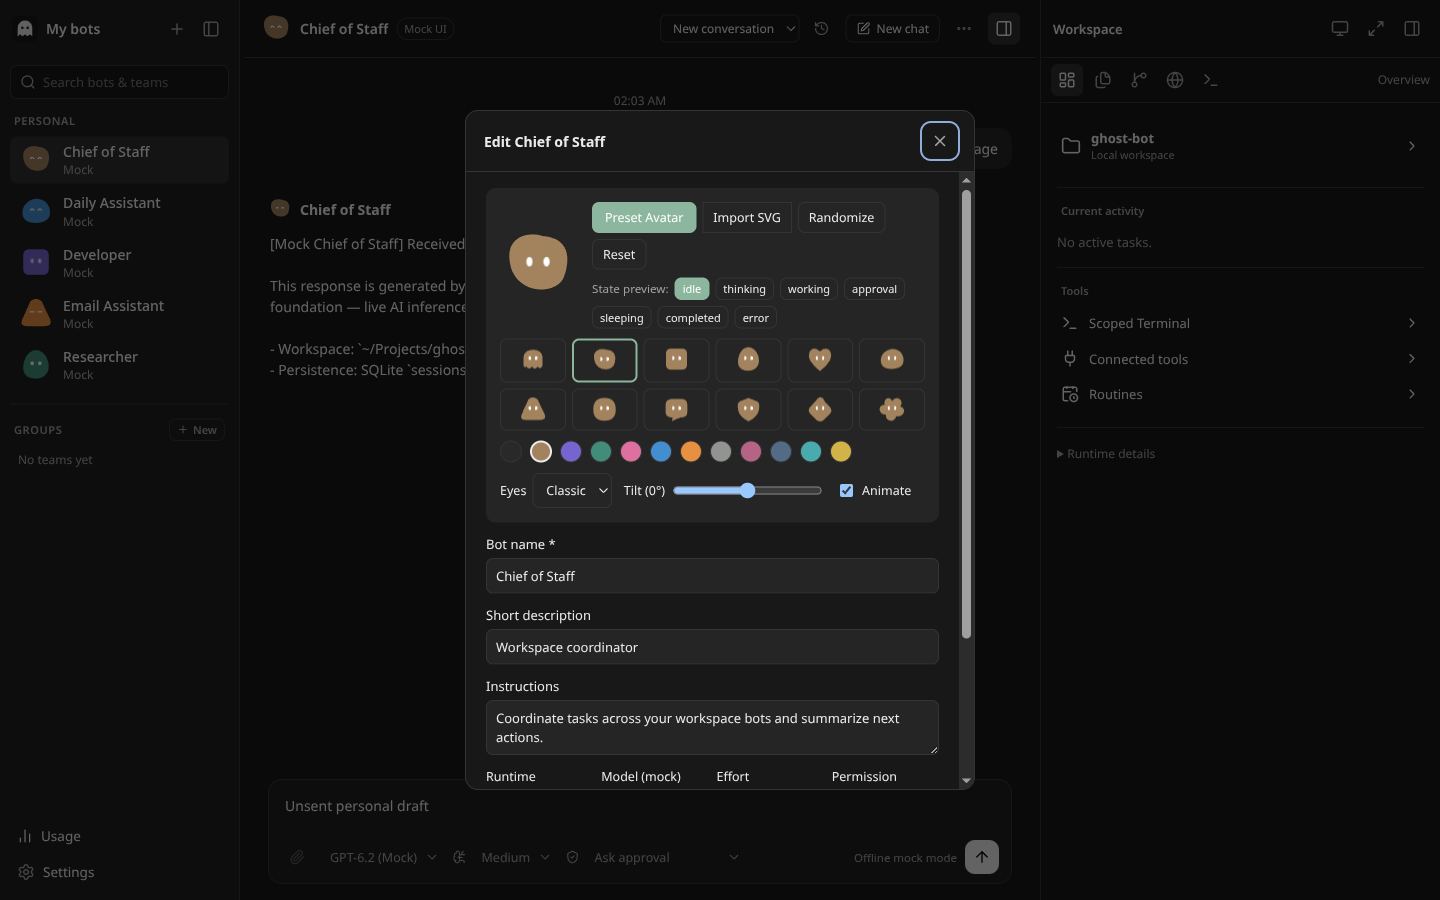 My bots
Search bots & teams
PERSONAL
Chief of Staff
Mock
Daily Assistant
Mock
Developer
Mock
Email Assistant
Mock
Researcher
Mock
GROUPS
New
No teams yet
Usage
Settings
Chief of Staff
Mock UI
New conversation
New chat
02:03 AM
age
Chief of Staff
[Mock Chief of Staff] Received
This response is generated by
foundation — live AI inference
- Workspace: `~/Projects/ghos
- Persistence: SQLite `sessions
Edit Chief of Staff
Preset Avatar
Import SVG
Randomize
Reset
State preview:
idle
thinking
working
approval
sleeping
completed
error
Eyes
Classic
Tilt (0°)
Animate
Bot name *
Chief of Staff
Short description
Workspace coordinator
Instructions
Coordinate tasks across your workspace bots and summarize next
actions.
Runtime
Model (mock)
Effort
Permission
Unsent personal draft
GPT-6.2 (Mock)
Medium
Ask approval
Offline mock mode
Workspace
Overview
ghost-bot
Local workspace
Current activity
No active tasks.
Tools
Scoped Terminal
Connected tools
Routines
Runtime details